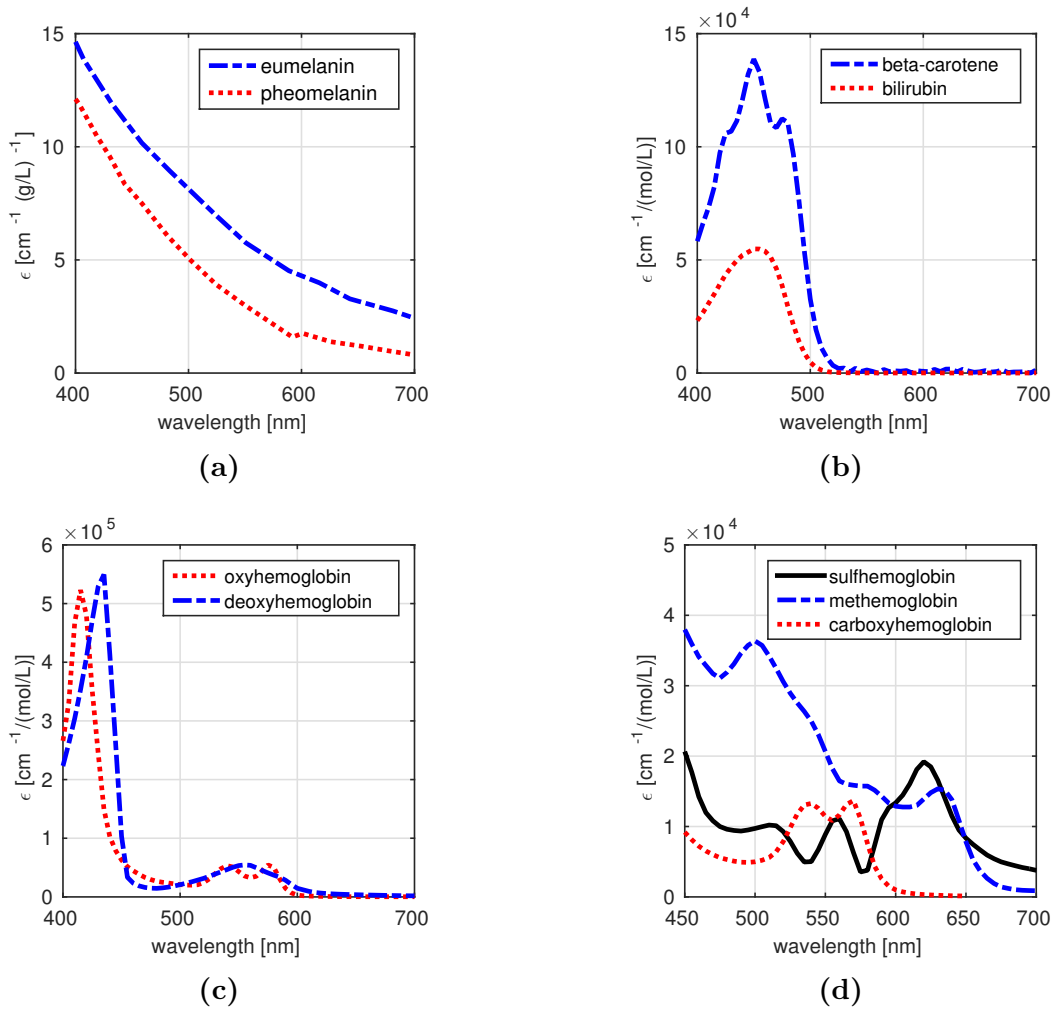 15
10
5
0
ϵ [cm ⁻¹ (g/L) ⁻¹]
eumelanin
pheomelanin
400 500 600 700
wavelength [nm]
(a)
×10⁴
15
10
5
0
ϵ [cm ⁻¹/(mol/L)]
beta-carotene
bilirubin
400 500 600 700
wavelength [nm]
(b)
×10⁵
6
5
4
3
2
1
0
ϵ [cm ⁻¹/(mol/L)]
oxyhemoglobin
deoxyhemoglobin
400 500 600 700
wavelength [nm]
(c)
×10⁴
5
4
3
2
1
0
ϵ [cm ⁻¹/(mol/L)]
sulfhemoglobin
methemoglobin
carboxyhemoglobin
450 500 550 600 650 700
wavelength [nm]
(d)